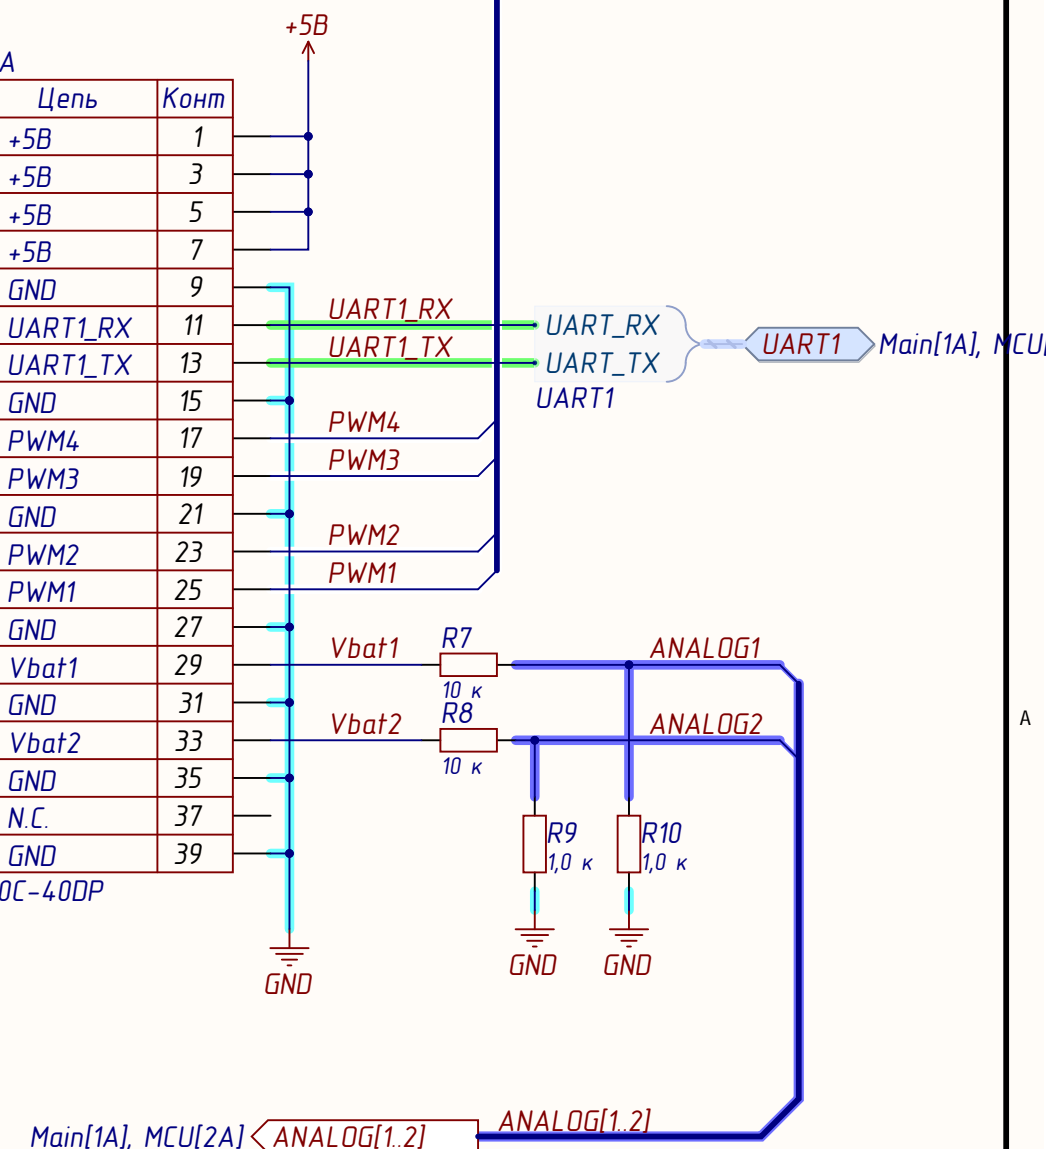 +5В
А
Цепь Конт
+5В 1
+5В 3
+5В 5
+5В 7
GND 9
UART1_RX 11 UART1_RX UART_RX
UART1 Main[1A], MCU[
UART1_TX 13 UART1_TX UART_TX
UART1
GND 15
PWM4 17 PWM4
PWM3 19 PWM3
GND 21
PWM2 23 PWM2
PWM1 25 PWM1
GND 27
Vbat1 29 Vbat1 R7 ANALOG1
10 к
GND 31
R8
Vbat2 33 Vbat2 ANALOG2
10 к
А
GND 35
N.C. 37
R9 R10
1,0 к 1,0 к
GND 39
0C-40DP
GND GND
GND
Main[1A], MCU[2A] ANALOG[1..2] ANALOG[1..2]